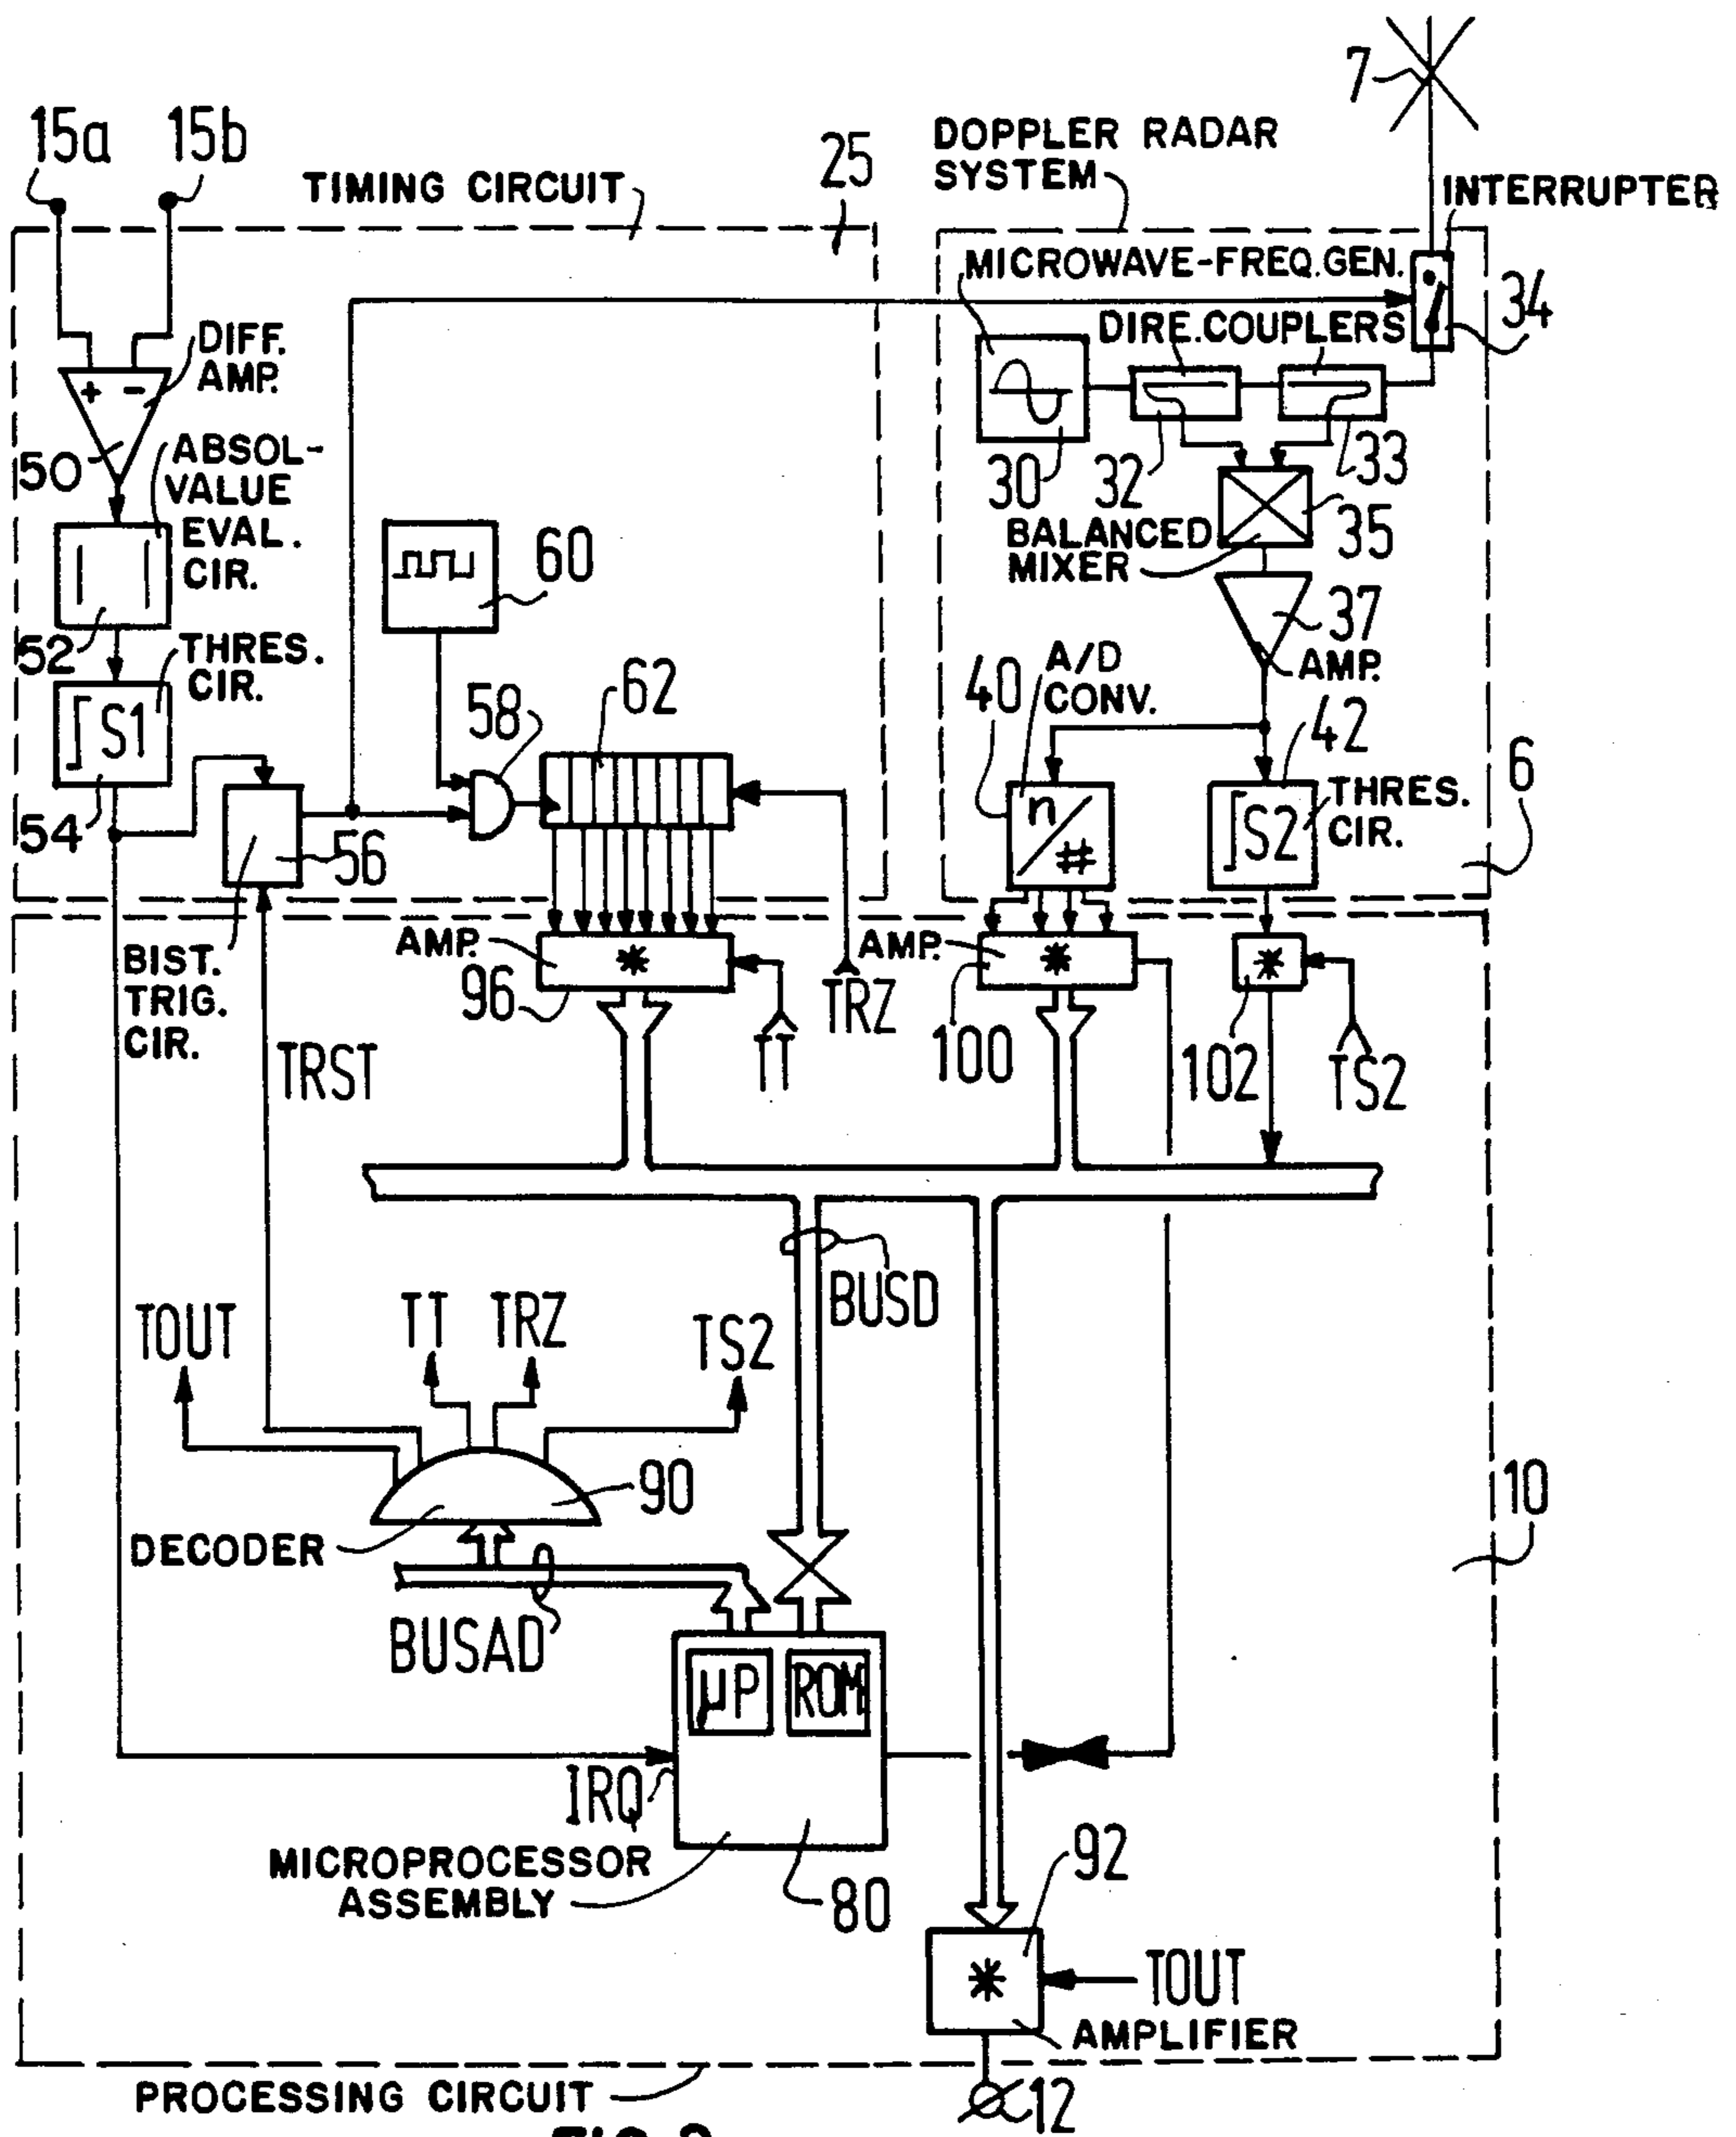 7
15a 15b
TIMING CIRCUIT
25
DOPPLER RADAR
SYSTEM
INTERRUPTER
MICROWAVE-FREQ.GEN.
34
DIRE.COUPLERS
DIFF.
AMP.
+ -
50
ABSOL-
VALUE
EVAL.
CIR.
30 32 33
BALANCED
MIXER
35
60
52
THRES.
CIR.
S1
54
37
AMP.
A/D
CONV.
40
42
58
62
n
#
S2
THRES.
CIR.
6
56
BIST.
TRIG.
CIR.
AMP.
*
96
TT
TRZ
AMP.
*
100
*
102
TS2
TRST
BUSD
TOUT
TT TRZ
TS2
90
DECODER
BUSAD
10
µP ROM
IRQ
MICROPROCESSOR
ASSEMBLY
80
92
*
TOUT
AMPLIFIER
PROCESSING CIRCUIT
12